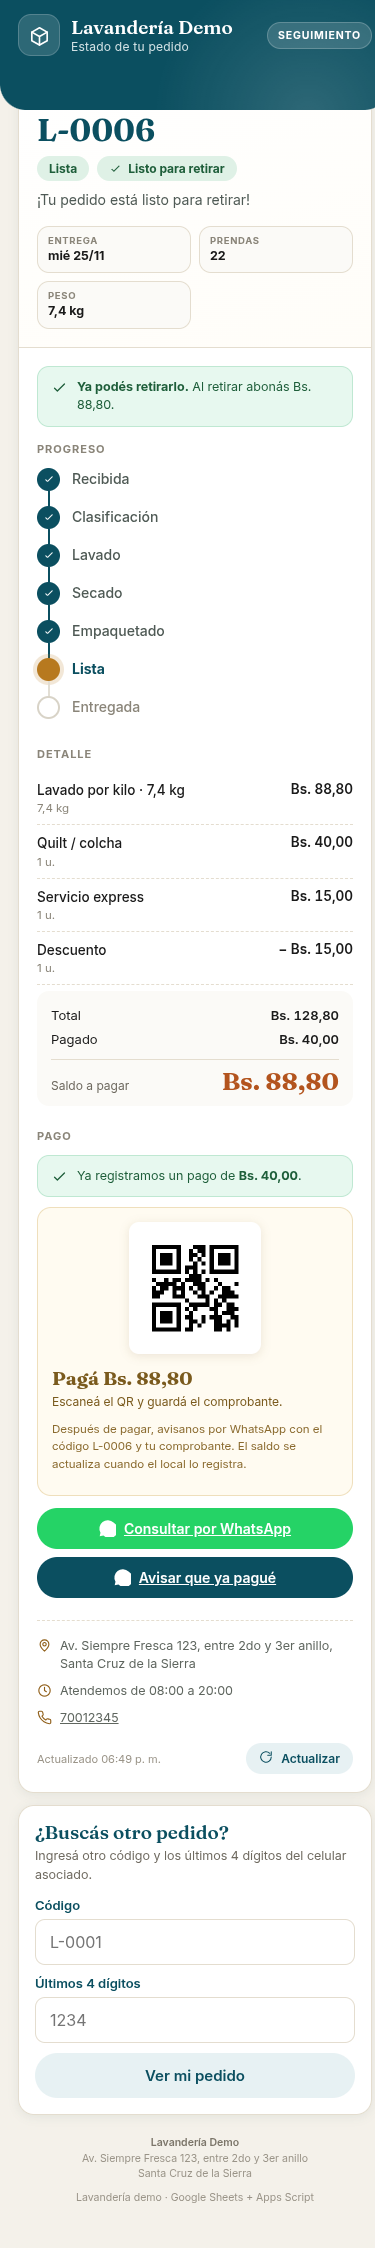 Lavandería Demo
Estado de tu pedido
SEGUIMIENTO
L-0006
Lista
Listo para retirar
¡Tu pedido está listo para retirar!
ENTREGA
mié 25/11
PRENDAS
22
PESO
7,4 kg
Ya podés retirarlo. Al retirar abonás Bs.
88,80.
PROGRESO
Recibida
Clasificación
Lavado
Secado
Empaquetado
Lista
Entregada
DETALLE
Lavado por kilo · 7,4 kg
Bs. 88,80
7,4 kg
Quilt / colcha
Bs. 40,00
1 u.
Servicio express
Bs. 15,00
1 u.
Descuento
– Bs. 15,00
1 u.
Total
Bs. 128,80
Pagado
Bs. 40,00
Saldo a pagar
Bs. 88,80
PAGO
Ya registramos un pago de Bs. 40,00.
Pagá Bs. 88,80
Escaneá el QR y guardá el comprobante.
Después de pagar, avisanos por WhatsApp con el
código L-0006 y tu comprobante. El saldo se
actualiza cuando el local lo registra.
Consultar por WhatsApp
Avisar que ya pagué
Av. Siempre Fresca 123, entre 2do y 3er anillo,
Santa Cruz de la Sierra
Atendemos de 08:00 a 20:00
70012345
Actualizado 06:49 p. m.
Actualizar
¿Buscás otro pedido?
Ingresá otro código y los últimos 4 dígitos del celular
asociado.
Código
L-0001
Últimos 4 dígitos
1234
Ver mi pedido
Lavandería Demo
Av. Siempre Fresca 123, entre 2do y 3er anillo
Santa Cruz de la Sierra
Lavandería demo · Google Sheets + Apps Script